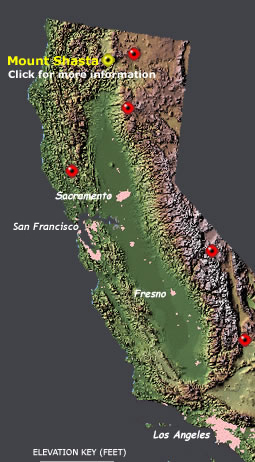 Mount Shasta
Click for more information
Sacramento
San Francisco
Fresno
Los Angeles
ELEVATION KEY (FEET)